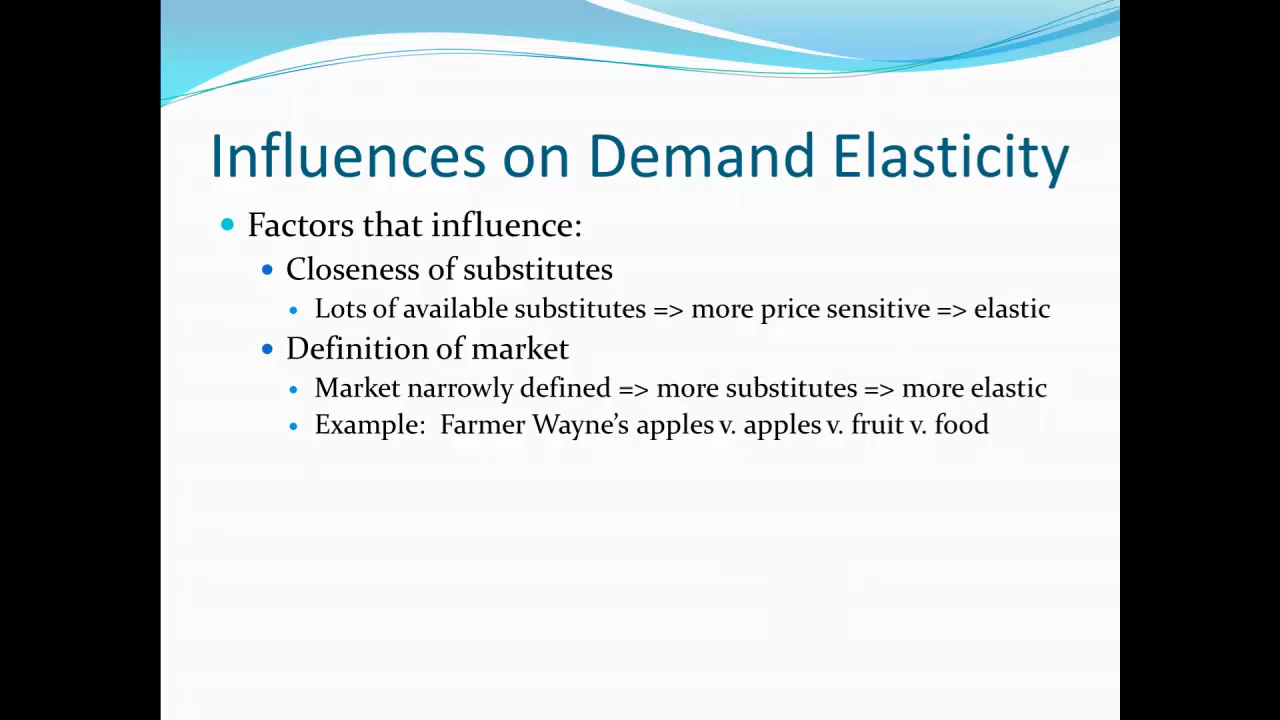 Influences on Demand Elasticity
Factors that influence:
Closeness of substitutes
Lots of available substitutes => more price sensitive => elastic
Definition of market
Market narrowly defined => more substitutes => more elastic
Example:  Farmer Wayne’s apples v. apples v. fruit v. food